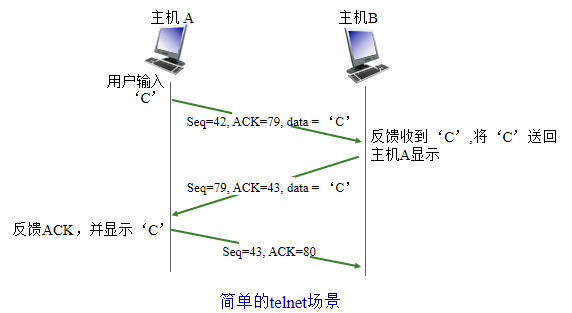 主机 A
主机B
用户输入
‘C’
Seq=42, ACK=79, data = ‘C’
反馈收到‘C’,将‘C’送回
主机A显示
Seq=79, ACK=43, data = ‘C’
反馈ACK，并显示‘C’
Seq=43, ACK=80
简单的telnet场景